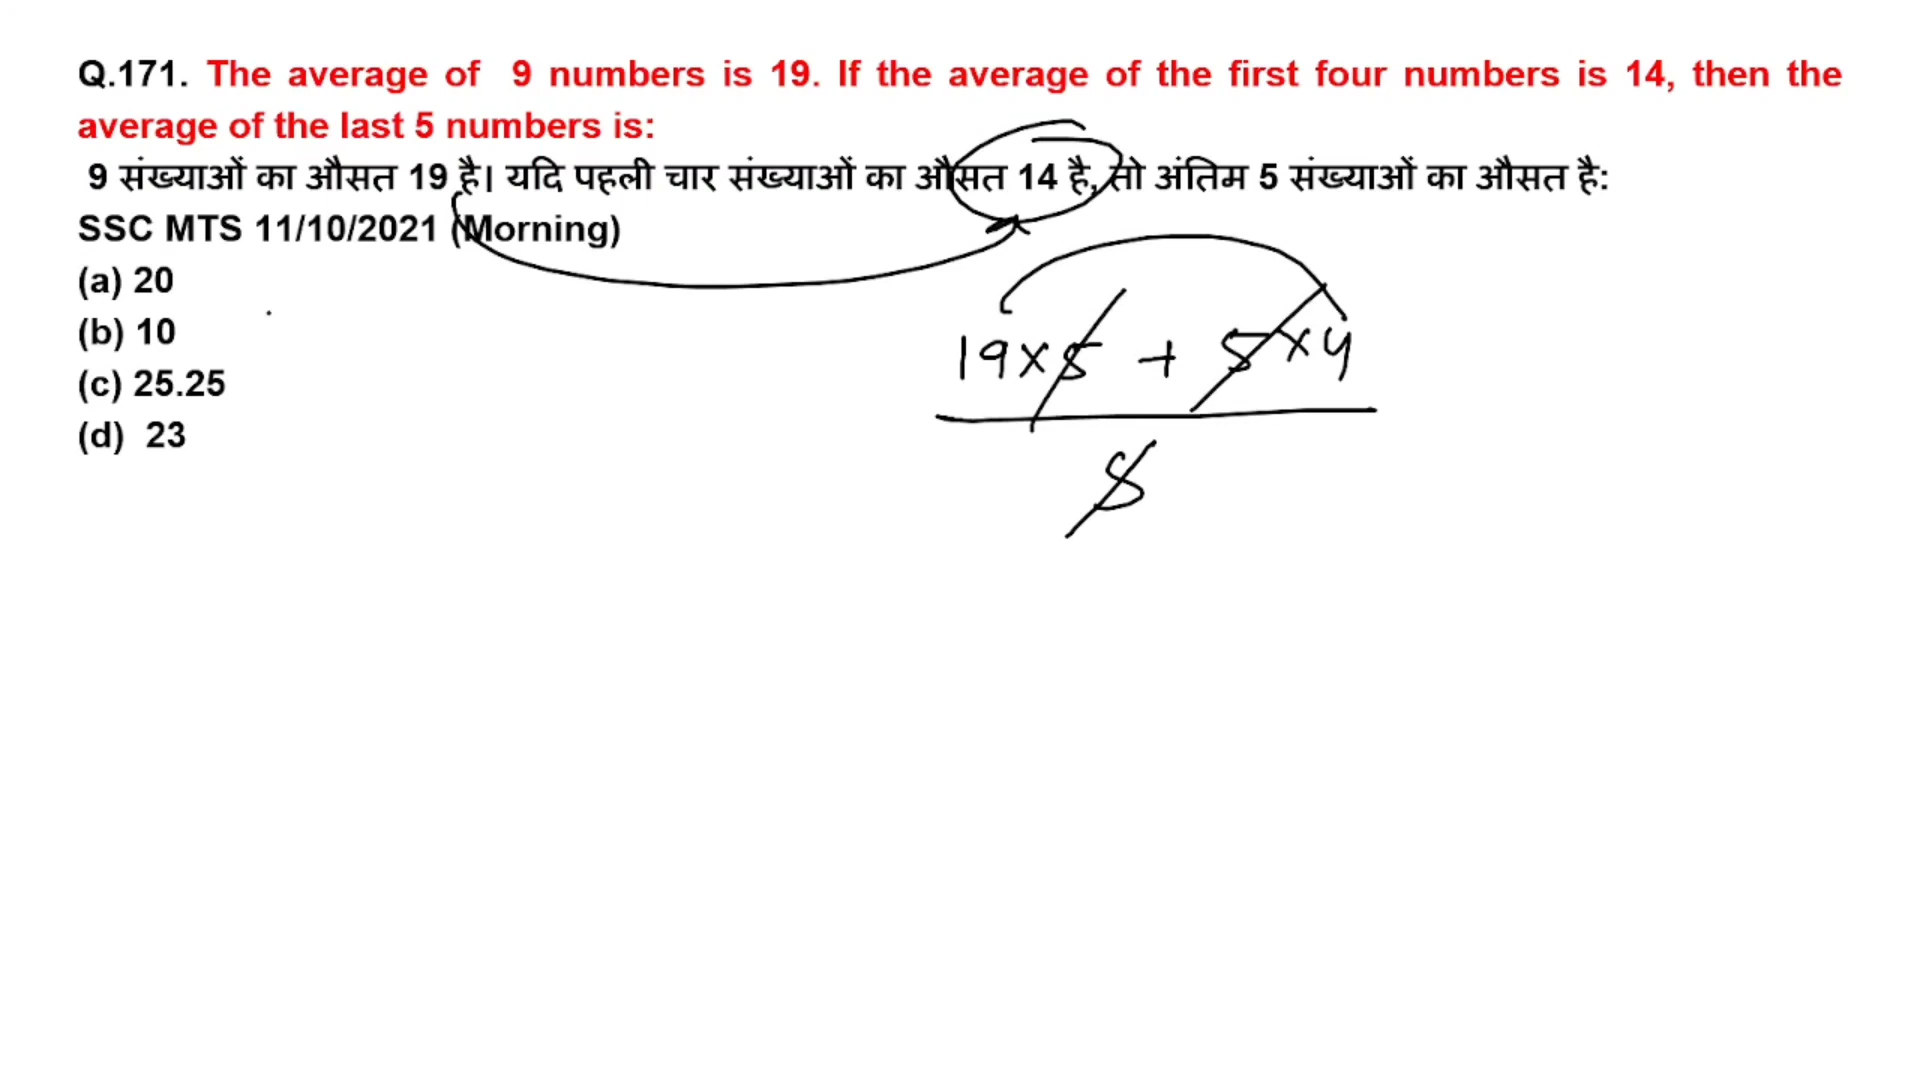 Q.171. The average of 9 numbers is 19. If the average of the first four numbers is 14, then the
average of the last 5 numbers is:
9 संख्याओं का औसत 19 है। यदि पहली चार संख्याओं का औसत 14 है, तो अंतिम 5 संख्याओं का औसत है:
SSC MTS 11/10/2021 (Morning)
(a) 20
(b) 10
(c) 25.25
(d) 23
19×5 + 5×4
5